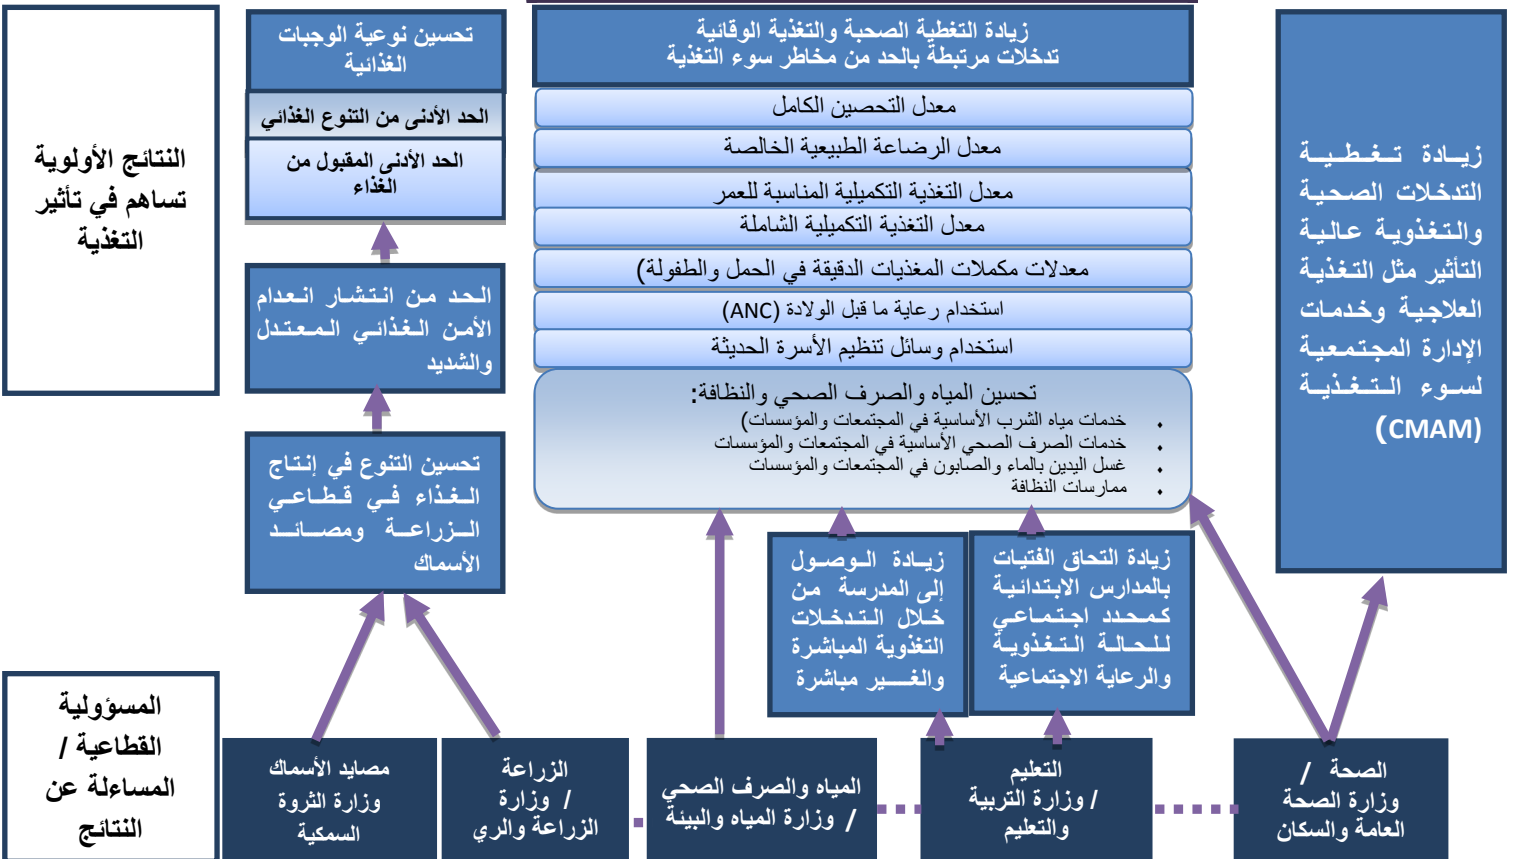 زيادة تغطية
التدخلات الصحية
والتغذوية عالية
التأثير مثل التغذية
العلاجية وخدمات
الإدارة المجتمعية
لسوء التغذية
(CMAM)
زيادة التغطية الصحبة والتغذية الوقائية
تدخلات مرتبطة بالحد من مخاطر سوء التغذية
معدل التحصين الكامل
معدل الرضاعة الطبيعية الخالصة
معدل التغذية التكميلية المناسبة للعمر
معدل التغذية التكميلية الشاملة
معدلات مكملات المغذيات الدقيقة في الحمل والطفولة)
استخدام رعاية ما قبل الولادة (ANC)
استخدام وسائل تنظيم الأسرة الحديثة
تحسين المياه والصرف الصحي والنظافة:
خدمات مياه الشرب الأساسية في المجتمعات والمؤسسات)
خدمات الصرف الصحي الأساسية في المجتمعات والمؤسسات
غسل اليدين بالماء والصابون في المجتمعات والمؤسسات
ممارسات النظافة
تحسين نوعية الوجبات
الغذائية
الحد الأدنى من التنوع الغذائي
الحد الأدنى المقبول من
الغذاء
الحد من انتشار انعدام
الأمن الغذائي المعتدل
والشديد
تحسين التنوع في إنتاج
الغذاء في قطاعي
الزراعة ومصائد
الأسماك
النتائج الأولوية
تساهم في تأثير
التغذية
زيادة التحاق الفتيات
بالمدارس الابتدائية
كمحدد اجتماعي
للحالة التغذوية
والرعاية الاجتماعية
زيادة الوصول
إلى المدرسة من
خلال التدخلات
التغذوية المباشرة
والغير مباشرة
الصحة /
وزارة الصحة
العامة والسكان
التعليم
/ وزارة التربية
والتعليم
المياه والصرف الصحي
/ وزارة المياه والبيئة
الزراعة
/ وزارة
الزراعة والري
مصايد الأسماك
وزارة الثروة
السمكية
المسؤولية
القطاعية /
المساءلة عن
النتائج